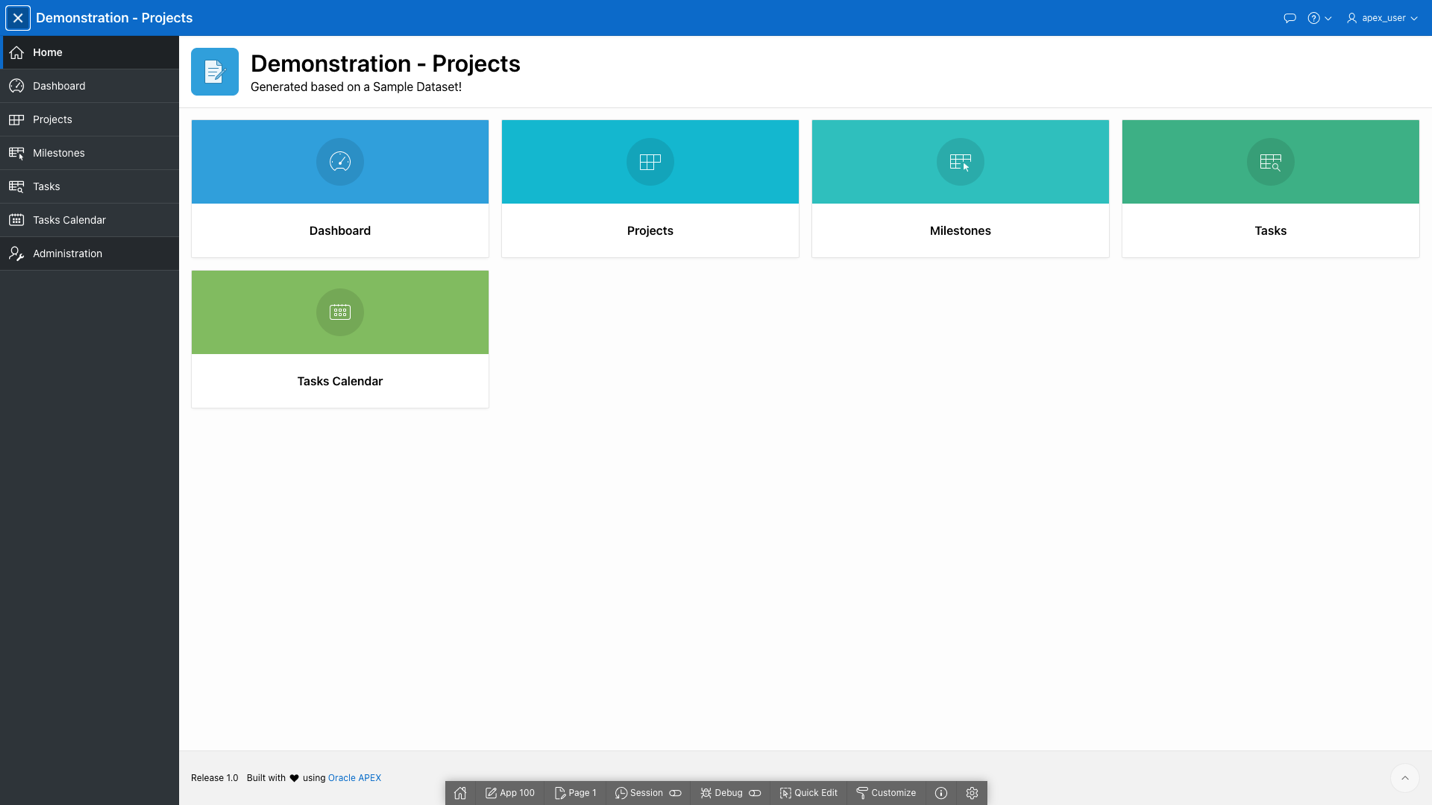 Demonstration - Projects
apex_user
Home
Dashboard
Projects
Milestones
Tasks
Tasks Calendar
Administration
Demonstration - Projects
Generated based on a Sample Dataset!
Dashboard
Projects
Milestones
Tasks
Tasks Calendar
Release 1.0 Built with ♥ using Oracle APEX
App 100
Page 1
Session
Debug
Quick Edit
Customize